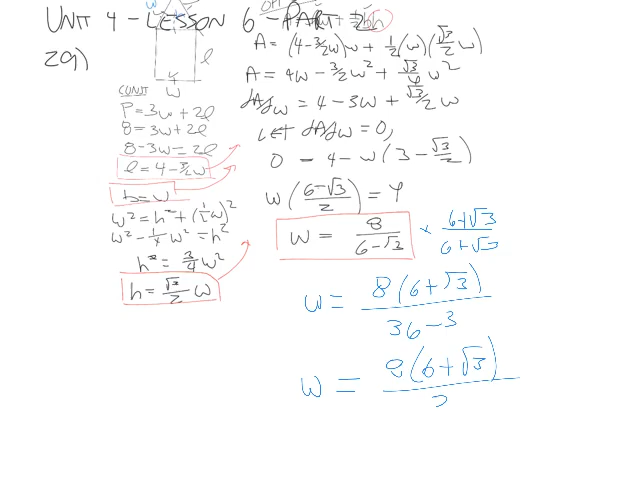 UNIT 4 - LESSON 6 - PART 2
29)
w
l
w
CONST
P = 3w + 2l
8 = 3w + 2l
8 - 3w = 2l
l = 4 - 3/2 w
b = w
w² = h² + (1/2 w)²
w² - 1/4 w² = h²
h² = 3/4 w²
h = √3/2 w
A = (4 - 3/2 w)w + 1/2 (w)(√3/2 w)
A = 4w - 3/2 w² + √3/4 w²
dA/dw = 4 - 3w + √3/2 w
LET dA/dw = 0,
0 = 4 - w(3 - √3/2)
w((6 - √3)/2) = 4
w = 8/(6 - √3) × (6 + √3)/(6 + √3)
w = 8(6 + √3)/(36 - 3)
w = 8(6 + √3)/3